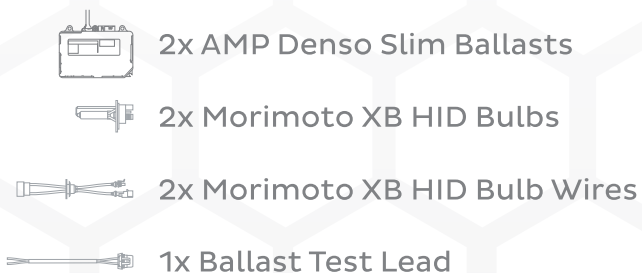 2x AMP Denso Slim Ballasts
2x Morimoto XB HID Bulbs
2x Morimoto XB HID Bulb Wires
1x Ballast Test Lead